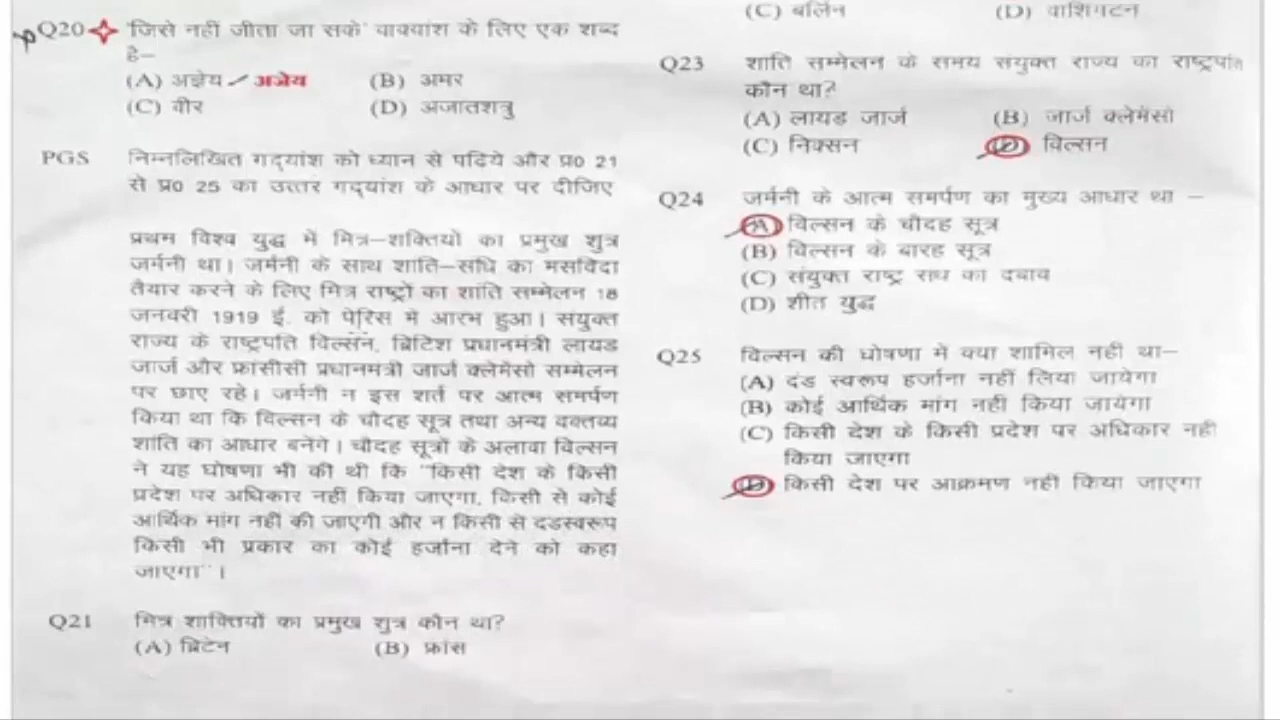 Q20 'जिसे नहीं जीता जा सके' वाक्यांश के लिए एक शब्द
है–
(A) अज्ञेय अजेय (B) अमर
(C) वीर (D) अजातशत्रु
PGS निम्नलिखित गद्यांश को ध्यान से पढिये और प्र0 21
से प्र0 25 का उत्तर गद्यांश के आधार पर दीजिए
प्रथम विश्व युद्ध में मित्र–शक्तियों का प्रमुख शुत्र
जर्मनी था। जर्मनी के साथ शांति–संधि का मसविदा
तैयार करने के लिए मित्र राष्ट्रों का शांति सम्मेलन 18
जनवरी 1919 ई. को पेरिस में आरंभ हुआ। संयुक्त
राज्य के राष्ट्रपति विल्सन, ब्रिटिश प्रधानमंत्री लायड
जार्ज और फ्रांसीसी प्रधानमंत्री जार्ज क्लेमेंसो सम्मेलन
पर छाए रहे। जर्मनी न इस शर्त पर आत्म समर्पण
किया था कि विल्सन के चौदह सूत्र तथा अन्य वक्तव्य
शांति का आधार बनेंगे। चौदह सूत्रों के अलावा विल्सन
ने यह घोषणा भी की थी कि "किसी देश के किसी
प्रदेश पर अधिकार नहीं किया जाएगा, किसी से कोई
आर्थिक मांग नहीं की जाएगी और न किसी से दंडस्वरूप
किसी भी प्रकार का कोई हर्जाना देने को कहा
जाएगा"।
Q21 मित्र शाक्तियों का प्रमुख शुत्र कौन था?
(A) ब्रिटेन (B) फ्रांस
(C) बर्लिन (D) वाशिंगटन
Q23 शांति सम्मेलन के समय संयुक्त राज्य का राष्ट्रपति
कौन था?
(A) लायड जार्ज (B) जार्ज क्लेमेंसो
(C) निक्सन (D) विल्सन
Q24 जर्मनी के आत्म समर्पण का मुख्य आधार था –
(A) विल्सन के चौदह सूत्र
(B) विल्सन के बारह सूत्र
(C) संयुक्त राष्ट्र संघ का दबाव
(D) शीत युद्ध
Q25 विल्सन की घोषणा में क्या शामिल नहीं था–
(A) दंड स्वरूप हर्जाना नहीं लिया जायेगा
(B) कोई आर्थिक मांग नहीं किया जायेगा
(C) किसी देश के किसी प्रदेश पर अधिकार नहीं
किया जाएगा
(D) किसी देश पर आक्रमण नहीं किया जाएगा